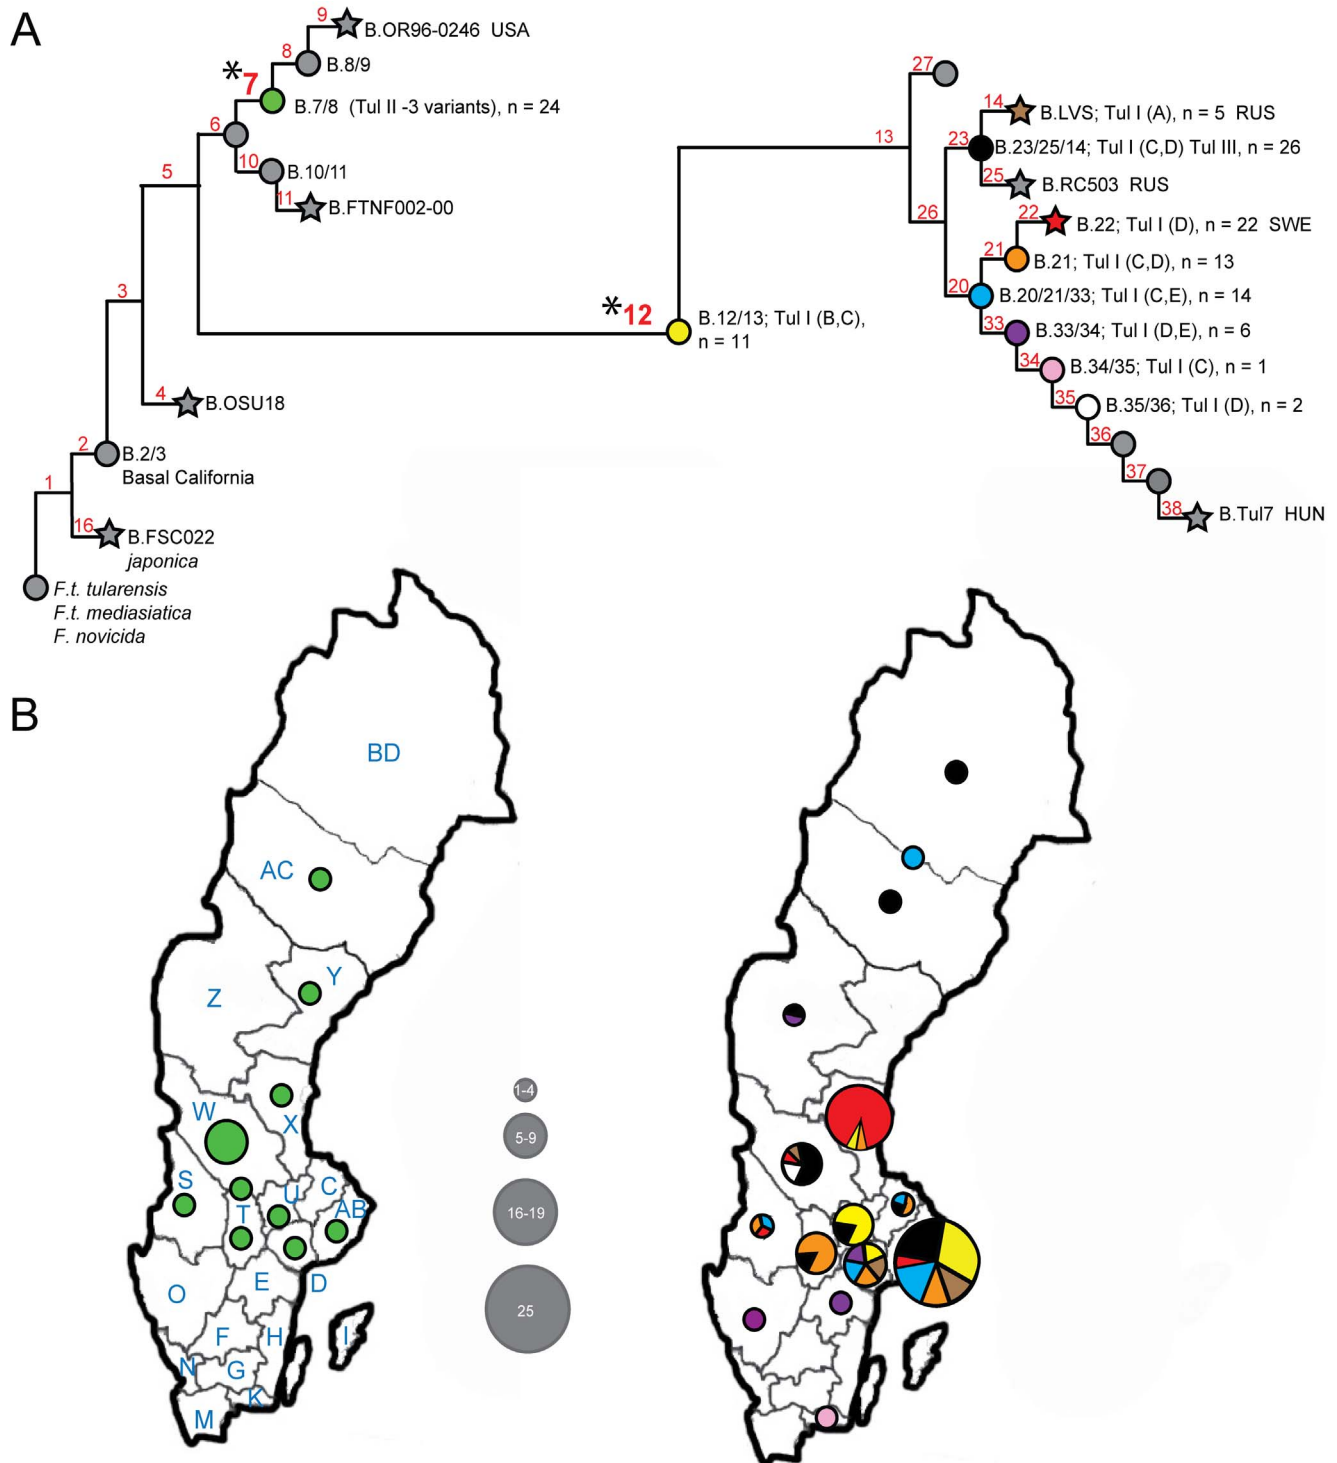 A
9
B.OR96-0246 USA
8
B.8/9
*7
B.7/8 (Tul II -3 variants), n = 24
6
10
B.10/11
11
B.FTNF002-00
5
3
4
B.OSU18
2
B.2/3
Basal California
1
16
B.FSC022
japonica
F.t. tularensis
F.t. mediasiatica
F. novicida
*12
B.12/13; Tul I (B,C),
n = 11
13
27
14
B.LVS; Tul I (A), n = 5 RUS
23
B.23/25/14; Tul I (C,D) Tul III, n = 26
25
B.RC503 RUS
26
22
B.22; Tul I (D), n = 22 SWE
21
B.21; Tul I (C,D), n = 13
20
B.20/21/33; Tul I (C,E), n = 14
33
B.33/34; Tul I (D,E), n = 6
34
B.34/35; Tul I (C), n = 1
35
B.35/36; Tul I (D), n = 2
36
37
38
B.Tul7 HUN
B
BD
AC
Y
Z
W
X
S
U
C
T
AB
O
E
D
F
H
I
N
G
K
M
1-4
5-9
16-19
25